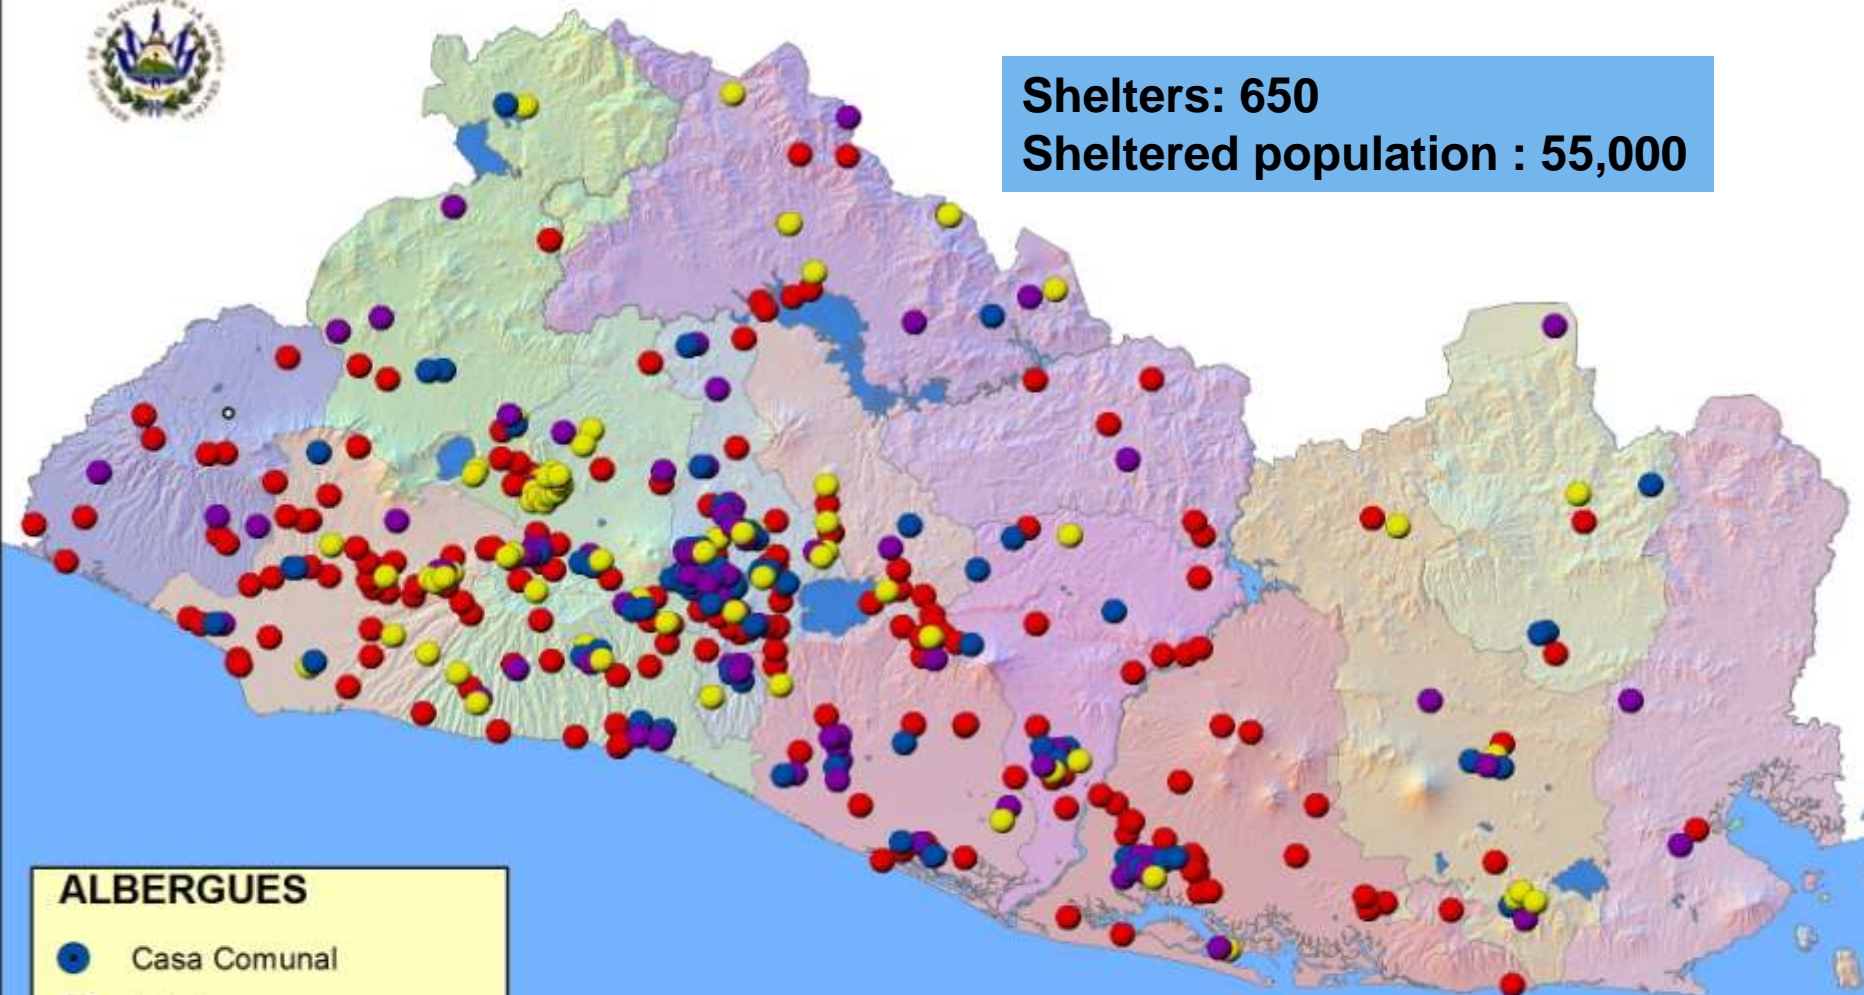 Shelters: 650
Sheltered population : 55,000
ALBERGUES
Casa Comunal